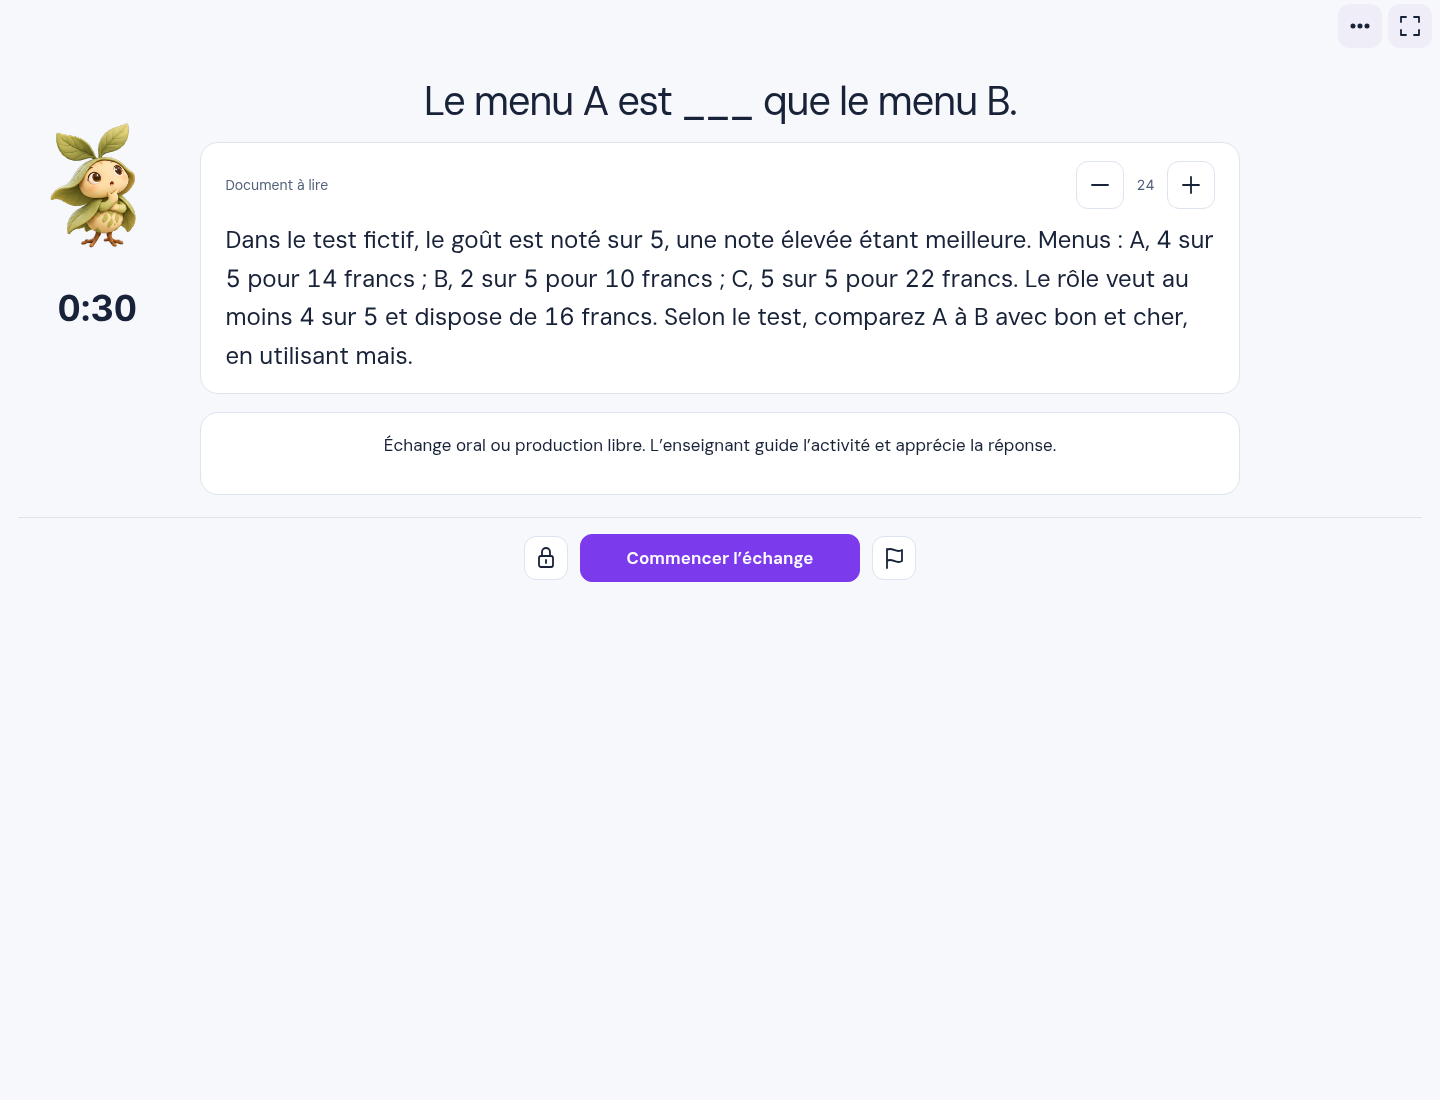 Le menu A est ___ que le menu B.
Document à lire
24
Dans le test fictif, le goût est noté sur 5, une note élevée étant meilleure. Menus : A, 4 sur
5 pour 14 francs ; B, 2 sur 5 pour 10 francs ; C, 5 sur 5 pour 22 francs. Le rôle veut au
moins 4 sur 5 et dispose de 16 francs. Selon le test, comparez A à B avec bon et cher,
en utilisant mais.
0:30
Échange oral ou production libre. L’enseignant guide l’activité et apprécie la réponse.
Commencer l’échange